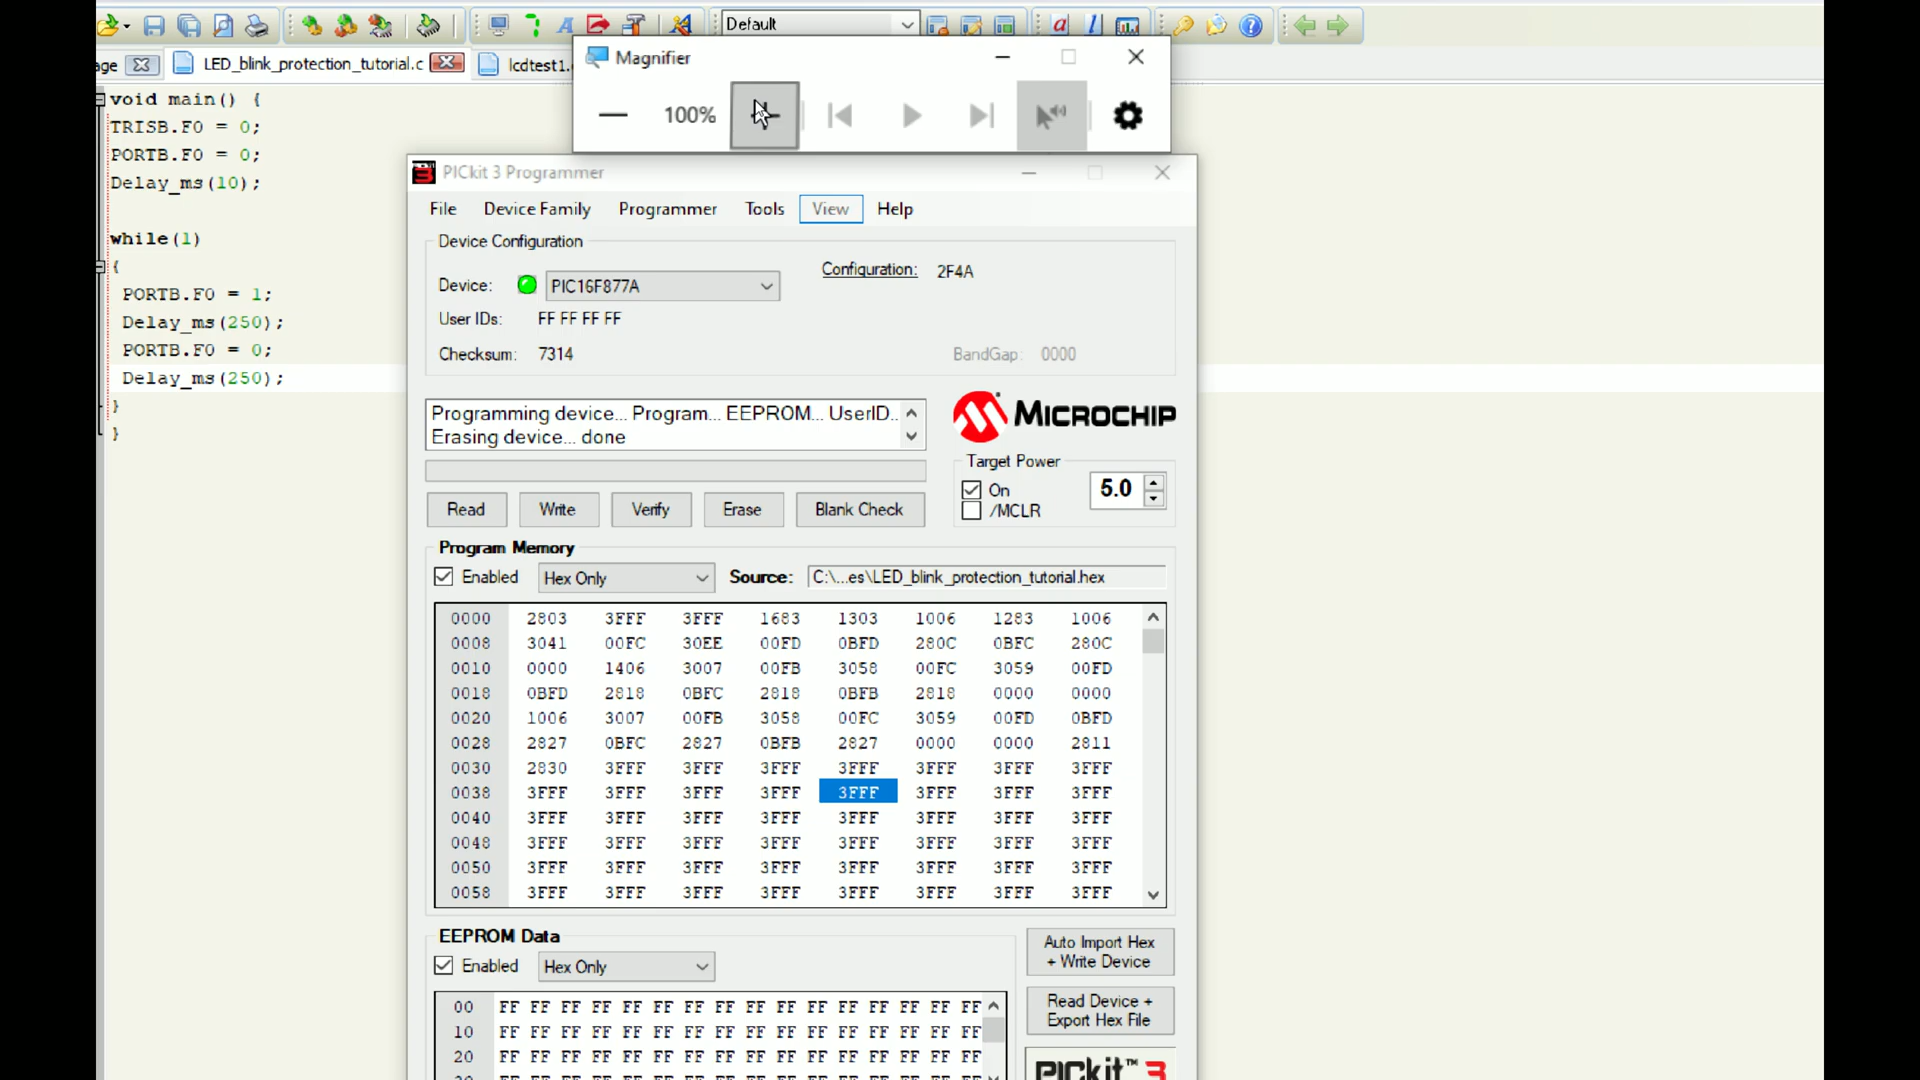 Default
age
LED_blink_protection_tutorial.c
lcdtest1.
Magnifier
100%
void main() {
TRISB.F0 = 0;
PORTB.F0 = 0;
Delay_ms(10);
while(1)
{
PORTB.F0 = 1;
Delay_ms(250);
PORTB.F0 = 0;
Delay_ms(250);
}
}
PICkit 3 Programmer
File Device Family Programmer Tools View Help
Device Configuration
Device: PIC16F877A
Configuration: 2F4A
User IDs: FF FF FF FF
Checksum: 7314
BandGap: 0000
Programming device... Program... EEPROM... UserID..
Erasing device... done
MICROCHIP
Target Power
On
/MCLR
5.0
Read Write Verify Erase Blank Check
Program Memory
Enabled Hex Only Source: C:\...es\LED_blink_protection_tutorial.hex
0000 2803 3FFF 3FFF 1683 1303 1006 1283 1006
0008 3041 00FC 30EE 00FD 0BFD 280C 0BFC 280C
0010 0000 1406 3007 00FB 3058 00FC 3059 00FD
0018 0BFD 2818 0BFC 2818 0BFB 2818 0000 0000
0020 1006 3007 00FB 3058 00FC 3059 00FD 0BFD
0028 2827 0BFC 2827 0BFB 2827 0000 0000 2811
0030 2830 3FFF 3FFF 3FFF 3FFF 3FFF 3FFF 3FFF
0038 3FFF 3FFF 3FFF 3FFF 3FFF 3FFF 3FFF 3FFF
0040 3FFF 3FFF 3FFF 3FFF 3FFF 3FFF 3FFF 3FFF
0048 3FFF 3FFF 3FFF 3FFF 3FFF 3FFF 3FFF 3FFF
0050 3FFF 3FFF 3FFF 3FFF 3FFF 3FFF 3FFF 3FFF
0058 3FFF 3FFF 3FFF 3FFF 3FFF 3FFF 3FFF 3FFF
EEPROM Data
Enabled Hex Only
Auto Import Hex
+ Write Device
Read Device +
Export Hex File
00 FF FF FF FF FF FF FF FF FF FF FF FF FF FF FF FF
10 FF FF FF FF FF FF FF FF FF FF FF FF FF FF FF FF
20 FF FF FF FF FF FF FF FF FF FF FF FF FF FF FF FF
PICkit™ 3